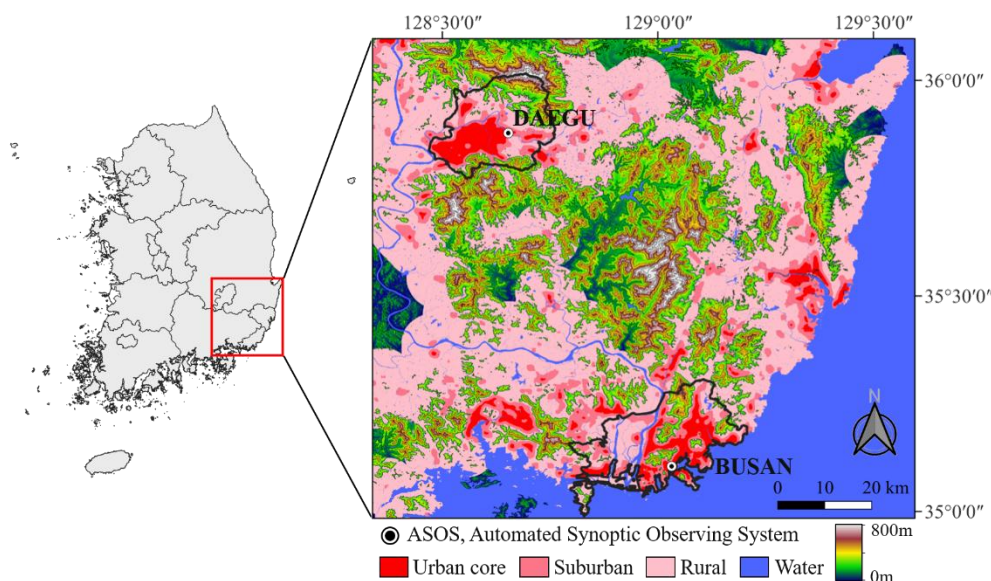 128°30′0″ 129°0′0″ 129°30′0″
36°0′0″
DAEGU
35°30′0″
N
BUSAN
0 10 20 km
35°0′0″
ASOS, Automated Synoptic Observing System
800m
0m
Urban core Suburban Rural Water